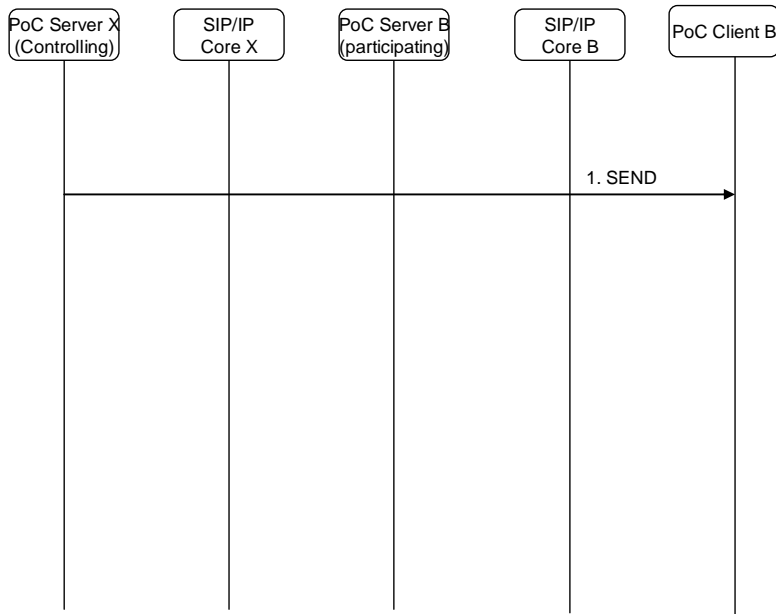 PoC Server X
(Controlling)
SIP/IP
Core X
PoC Server B
(participating)
SIP/IP
Core B
PoC Client B
1. SEND